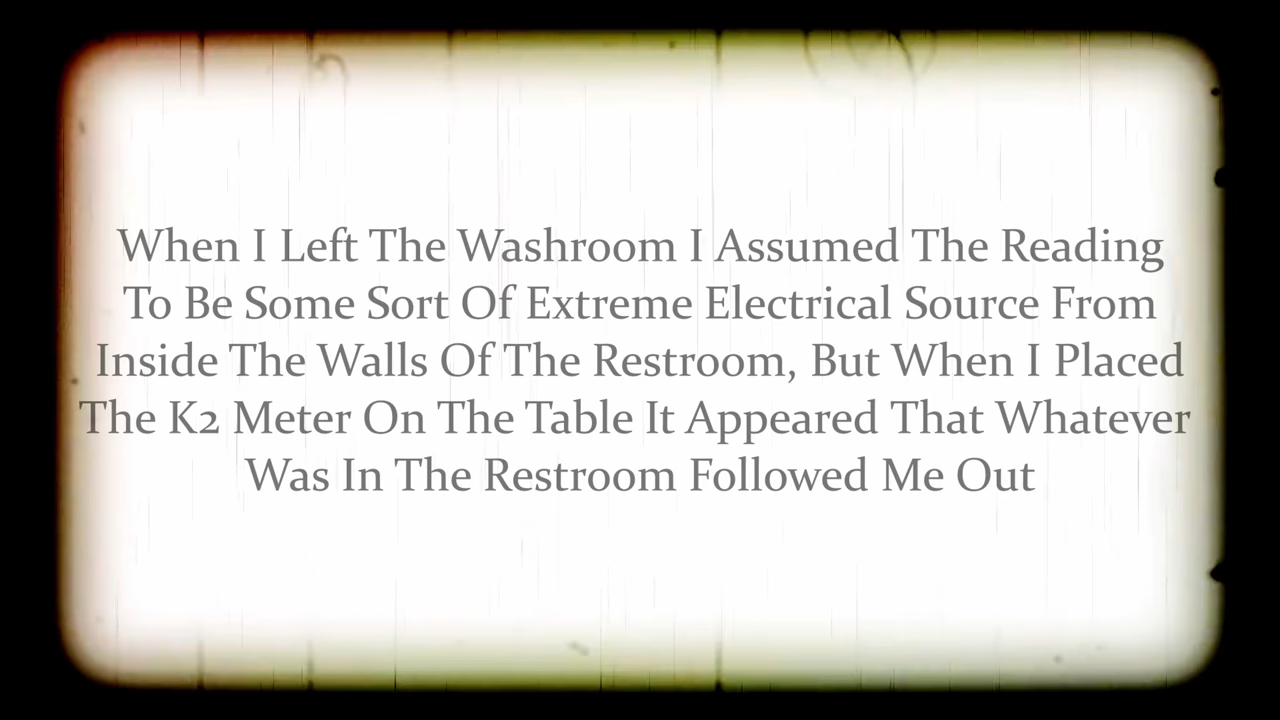 When I Left The Washroom I Assumed The Reading
To Be Some Sort Of Extreme Electrical Source From
Inside The Walls Of The Restroom, But When I Placed
The K2 Meter On The Table It Appeared That Whatever
Was In The Restroom Followed Me Out